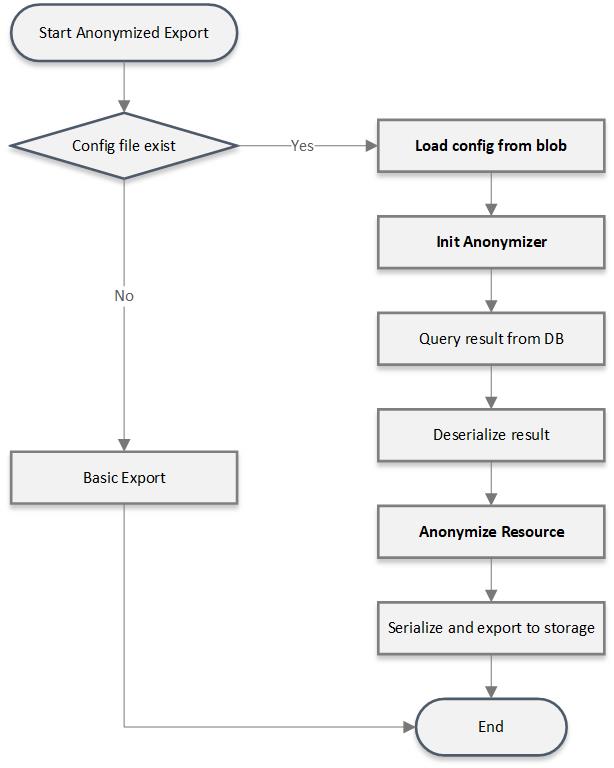 Start Anonymized Export
Config file exist
Yes
Load config from blob
Init Anonymizer
No
Query result from DB
Deserialize result
Basic Export
Anonymize Resource
Serialize and export to storage
End